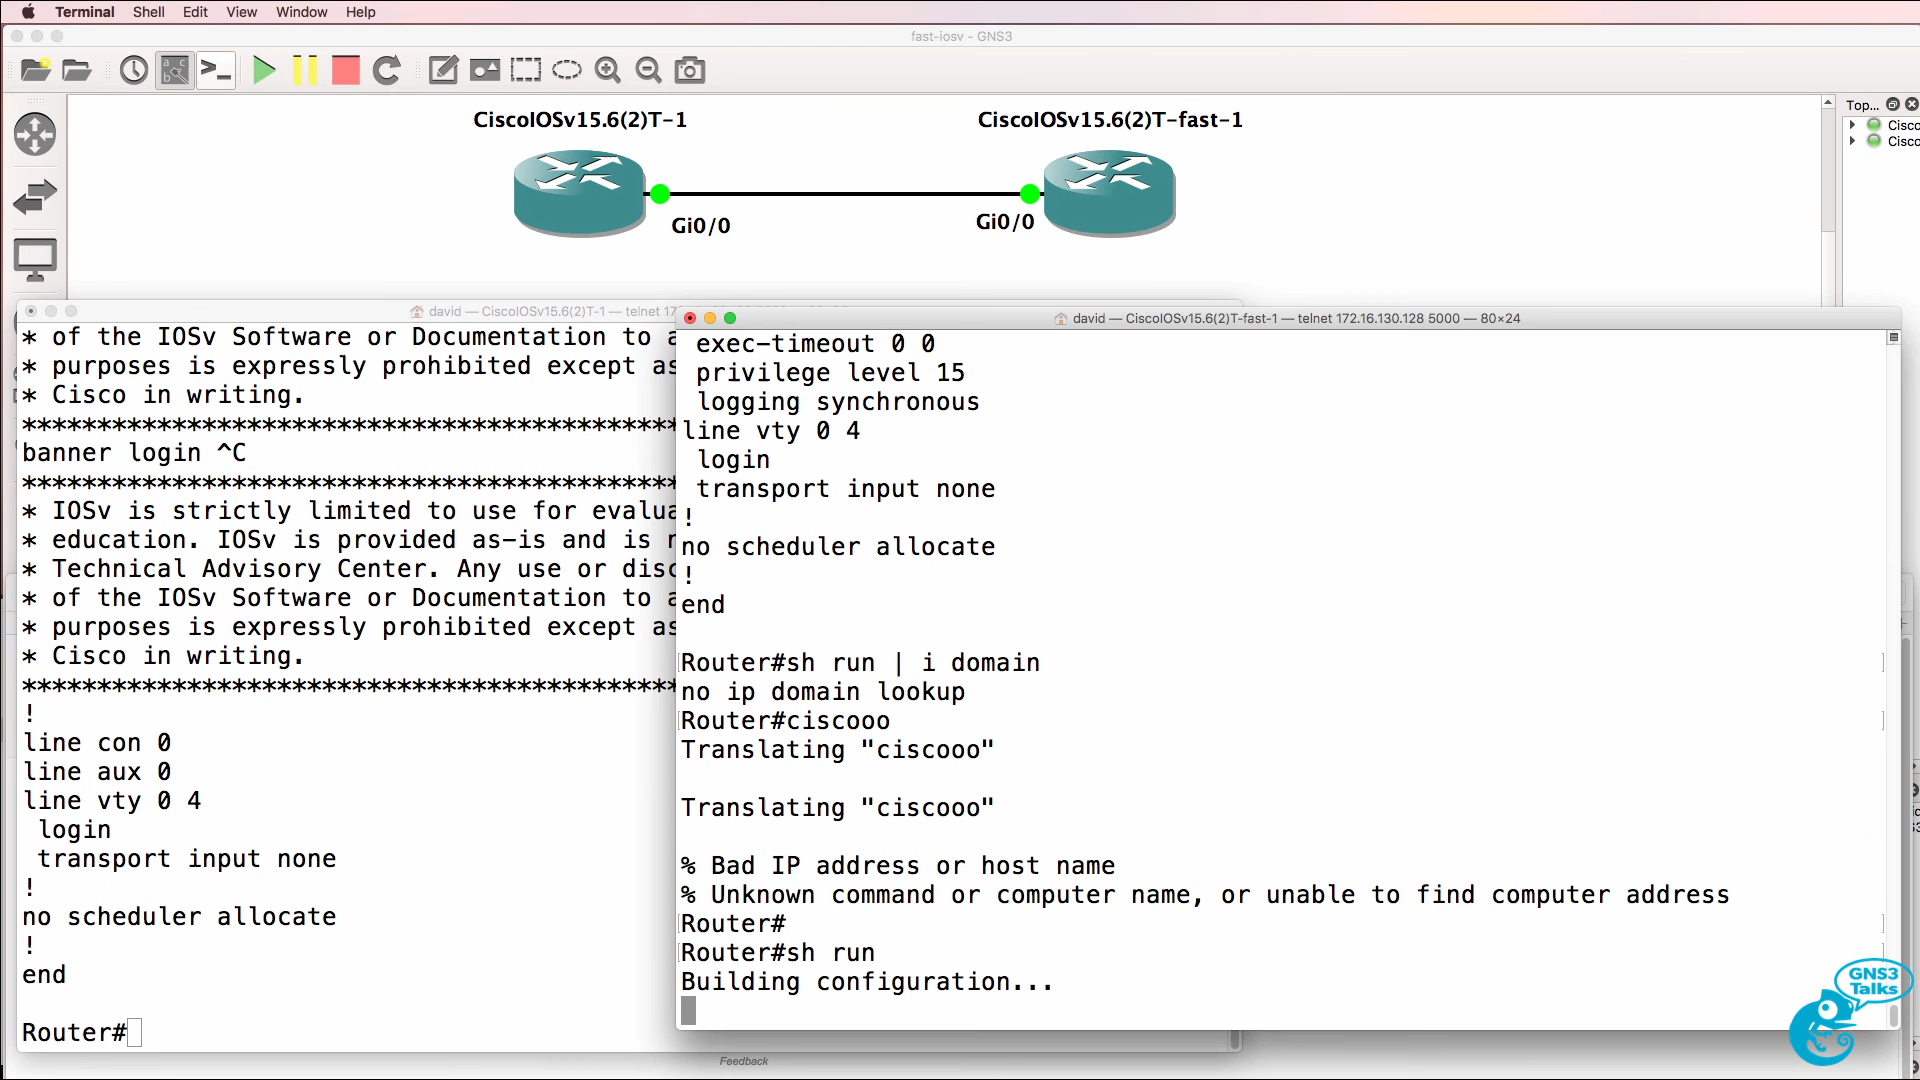 Terminal Shell Edit View Window Help
fast-iosv - GNS3
CiscoIOSv15.6(2)T-1
CiscoIOSv15.6(2)T-fast-1
Gi0/0
Gi0/0
Top...
Cisco
Cisco
david — CiscoIOSv15.6(2)T-1 — telnet 17
* of the IOSv Software or Documentation to a
* purposes is expressly prohibited except as
* Cisco in writing.
********************************************
banner login ^C
********************************************
* IOSv is strictly limited to use for evalua
* education. IOSv is provided as-is and is n
* Technical Advisory Center. Any use or disc
* of the IOSv Software or Documentation to a
* purposes is expressly prohibited except as
* Cisco in writing.
********************************************
!
line con 0
line aux 0
line vty 0 4
 login
 transport input none
!
no scheduler allocate
!
end
Router#
david — CiscoIOSv15.6(2)T-fast-1 — telnet 172.16.130.128 5000 — 80×24
 exec-timeout 0 0
 privilege level 15
 logging synchronous
line vty 0 4
 login
 transport input none
!
no scheduler allocate
!
end
Router#sh run | i domain
no ip domain lookup
Router#ciscooo
Translating "ciscooo"
Translating "ciscooo"
% Bad IP address or host name
% Unknown command or computer name, or unable to find computer address
Router#
Router#sh run
Building configuration...
Feedback
GNS3
Talks